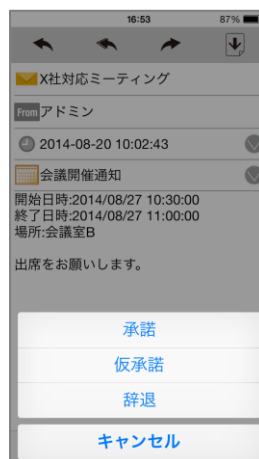 16:53 87%
X社対応ミーティング
From アドミン
2014-08-20 10:02:43
会議開催通知
開始日時:2014/08/27 10:30:00
終了日時:2014/08/27 11:00:00
場所:会議室B
出席をお願いします。
承諾
仮承諾
辞退
キャンセル